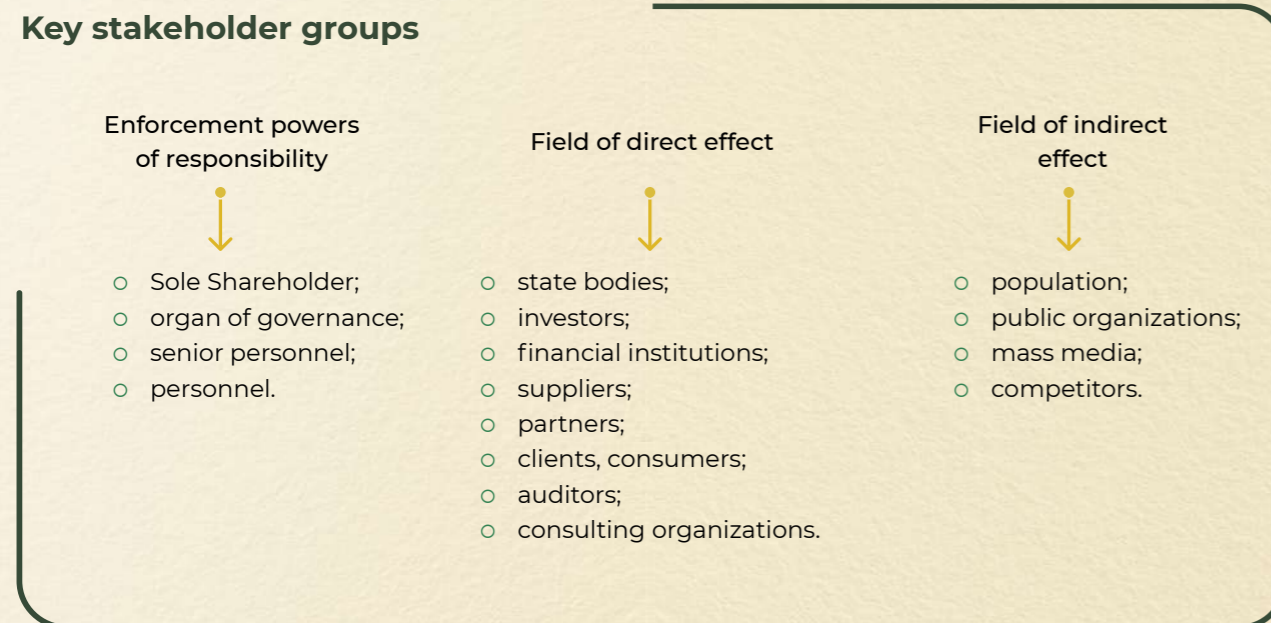 Key stakeholder groups
Enforcement powers
of responsibility
Sole Shareholder;
organ of governance;
senior personnel;
personnel.
Field of direct effect
state bodies;
investors;
financial institutions;
suppliers;
partners;
clients, consumers;
auditors;
consulting organizations.
Field of indirect
effect
population;
public organizations;
mass media;
competitors.